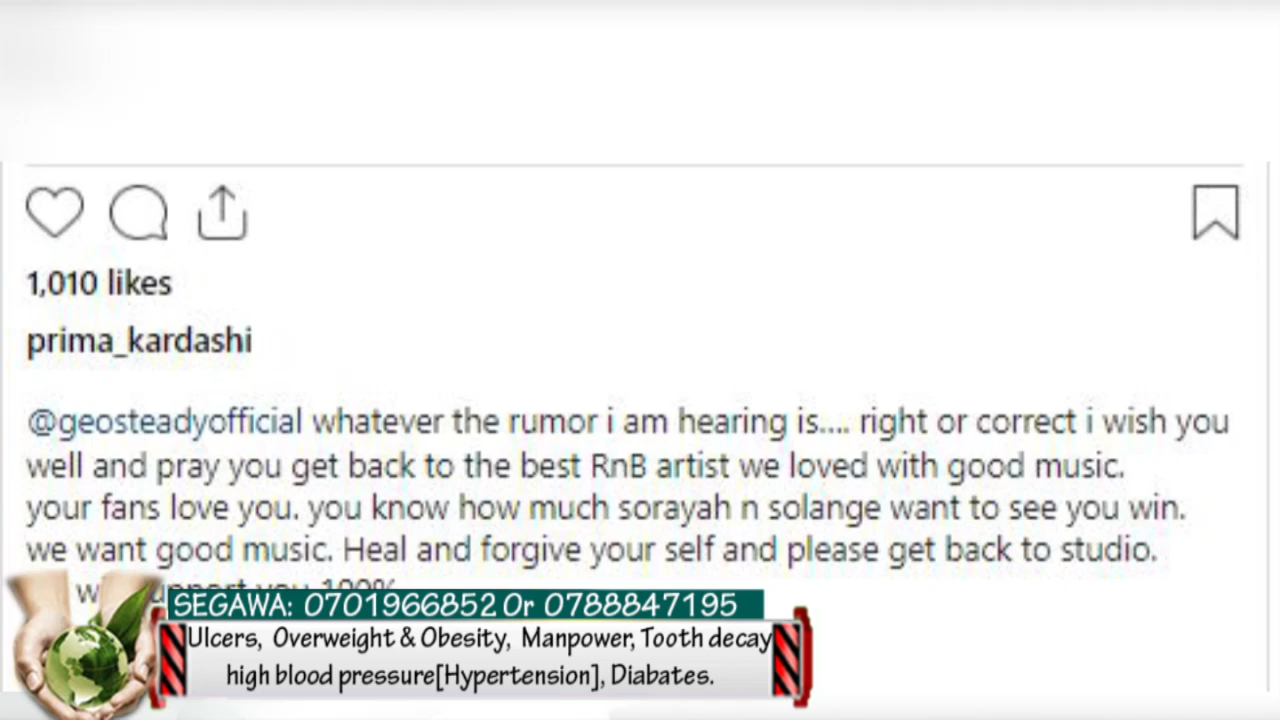 1,010 likes
prima_kardashi
@geosteadyofficial whatever the rumor i am hearing is.... right or correct i wish you
well and pray you get back to the best RnB artist we loved with good music.
your fans love you. you know how much sorayah n solange want to see you win.
we want good music. Heal and forgive your self and please get back to studio.
you 100%
SEGAWA: 0701966852 Or 0788847195
Ulcers, Overweight & Obesity, Manpower, Tooth decay
high blood pressure[Hypertension], Diabates.